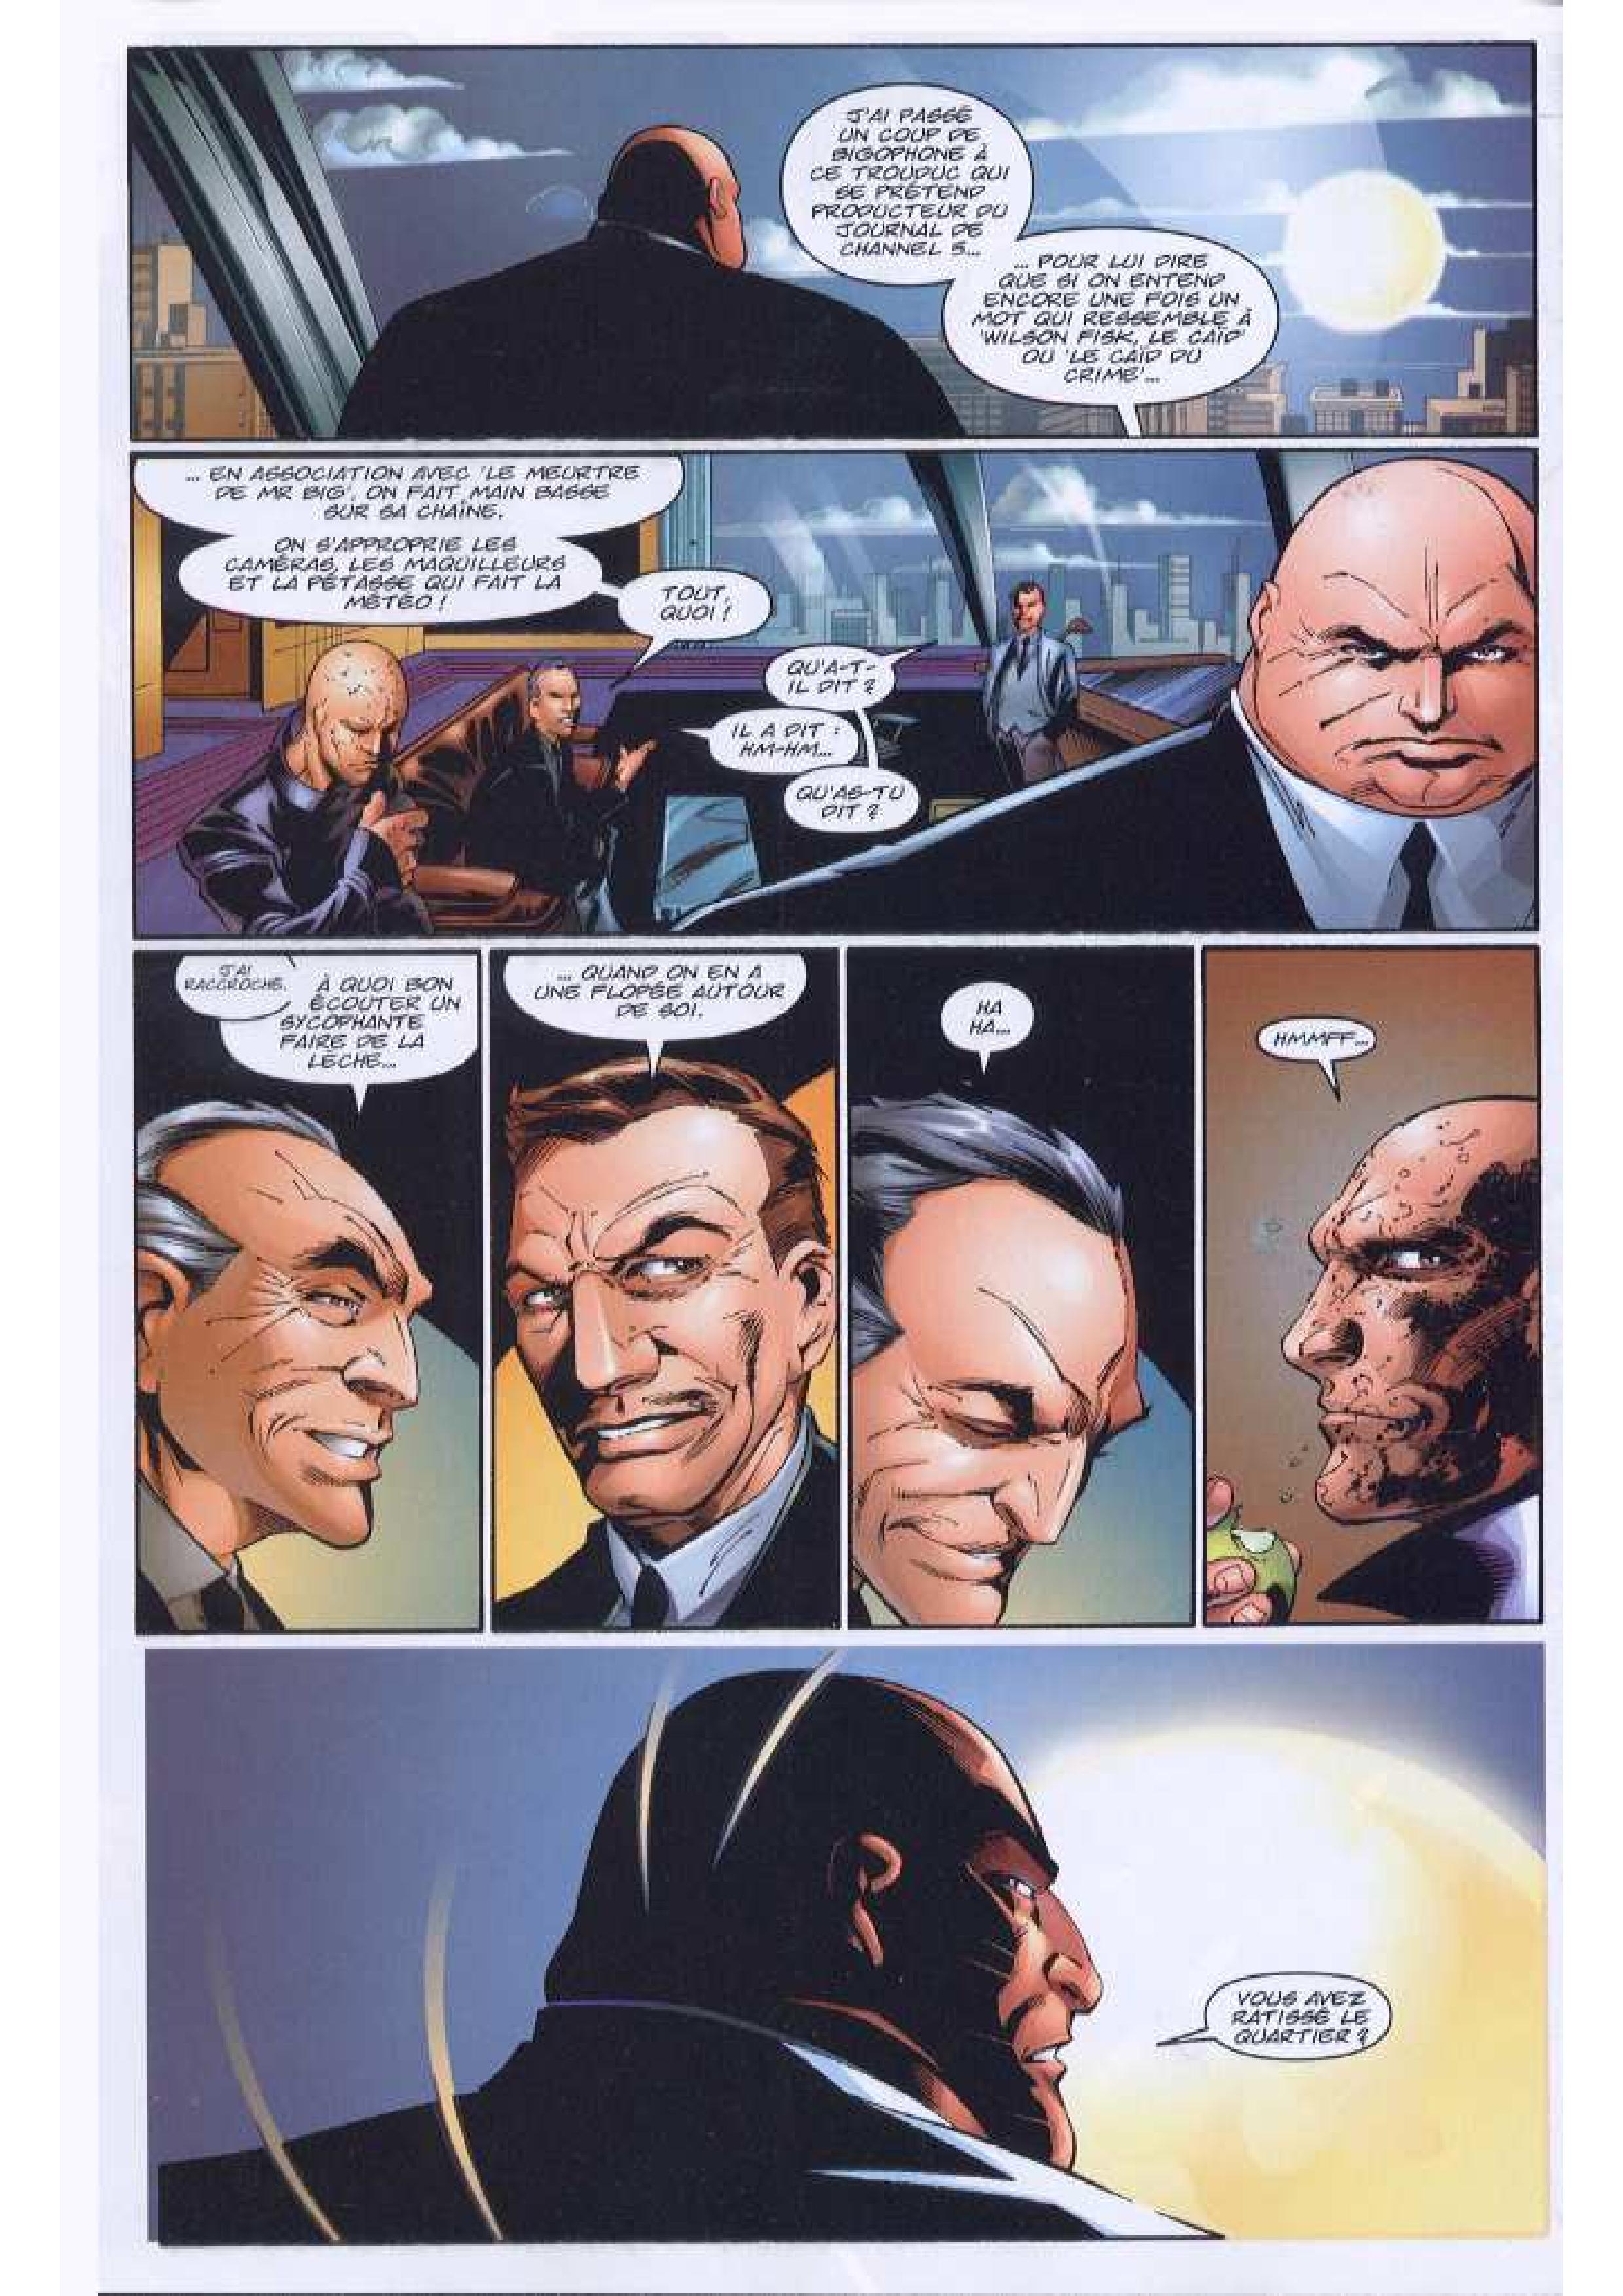 J'AI PASSÉ
UN COUP DE
BIGOPHONE À
CE TROUDUC QUI
SE PRÉTEND
PRODUCTEUR DU
JOURNAL DE
CHANNEL 5...
... POUR LUI DIRE
QUE SI ON ENTEND
ENCORE UNE FOIS UN
MOT QUI RESSEMBLE À
'WILSON FISK, LE CAÏD'
OU 'LE CAÏD DU
CRIME'...
... EN ASSOCIATION AVEC 'LE MEURTRE
DE MR BIG', ON FAIT MAIN BASSE
SUR SA CHAÎNE.
ON S'APPROPRIE LES
CAMÉRAS, LES MAQUILLEURS
ET LA PÉTASSE QUI FAIT LA
MÉTÉO !
TOUT,
QUOI !
QU'A-T-
IL DIT ?
IL A DIT :
HM-HM...
QU'AS-TU
DIT ?
J'AI
RACCROCHÉ.
À QUOI BON
ÉCOUTER UN
SYCOPHANTE
FAIRE DE LA
LÈCHE...
... QUAND ON EN A
UNE FLOPÉE AUTOUR
DE SOI.
HA
HA...
HMMFF...
VOUS AVEZ
RATISSÉ LE
QUARTIER ?